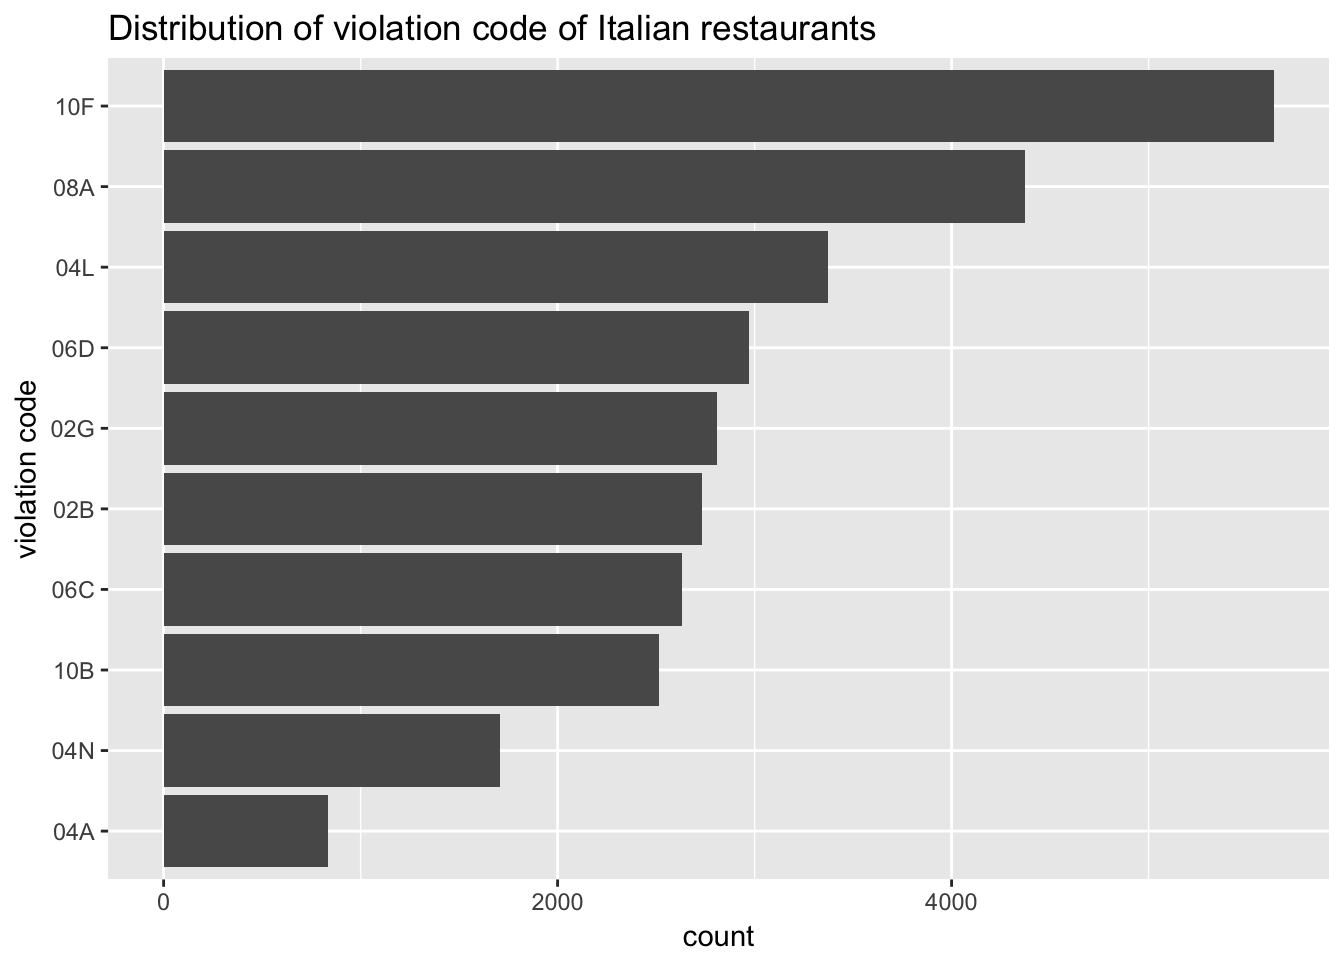 Distribution of violation code of Italian restaurants
10F
08A
04L
06D
02G
02B
06C
10B
04N
04A
violation code
0 2000 4000
count